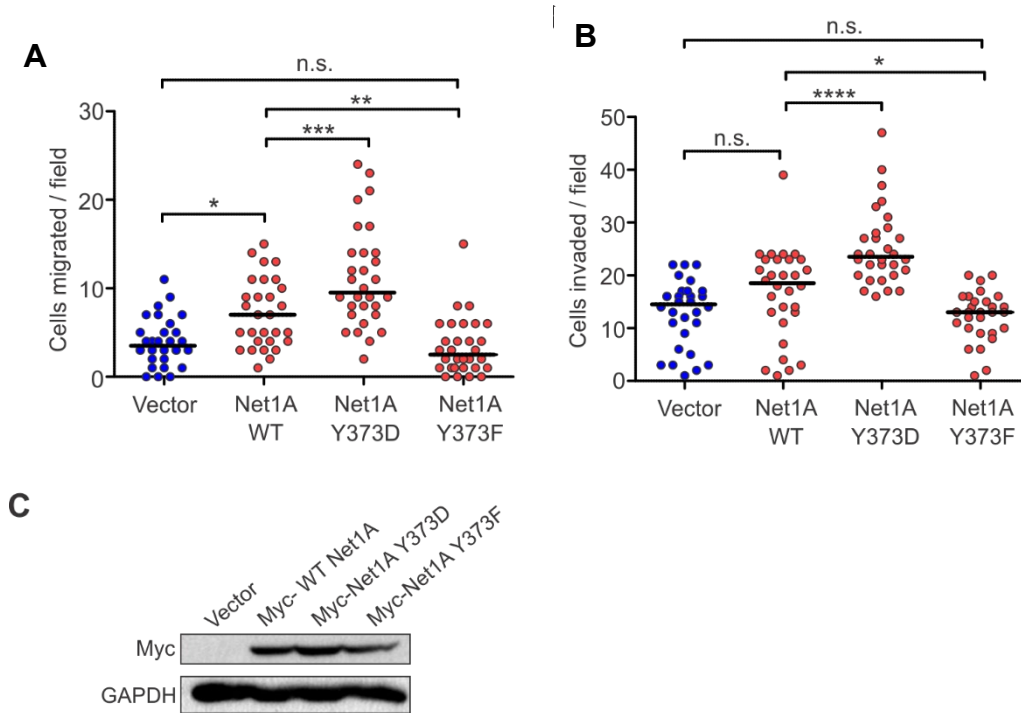 A
n.s.
**
***
*
Cells migrated / field
30
20
10
0
Vector
Net1A
WT
Net1A
Y373D
Net1A
Y373F
B
n.s.
*
****
n.s.
Cells invaded / field
50
40
30
20
10
0
Vector
Net1A
WT
Net1A
Y373D
Net1A
Y373F
C
Vector
Myc- WT Net1A
Myc-Net1A Y373D
Myc-Net1A Y373F
Myc
GAPDH